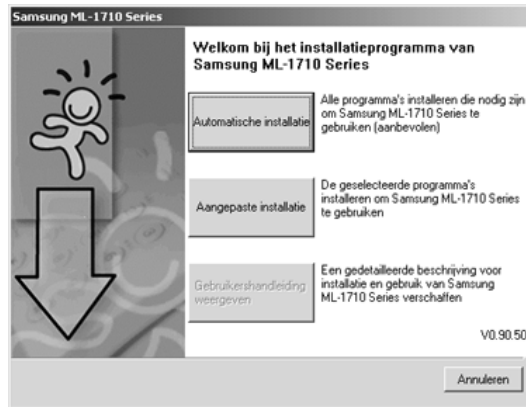 Samsung ML-1710 Series
Welkom bij het installatieprogramma van
Samsung ML-1710 Series
Automatische installatie
Alle programma's installeren die nodig zijn
om Samsung ML-1710 Series te
gebruiken (aanbevolen)
Aangepaste installatie
De geselecteerde programma's
installeren om Samsung ML-1710 Series
te gebruiken
Gebruikershandleiding
weergeven
Een gedetailleerde beschrijving voor
installatie en gebruik van Samsung
ML-1710 Series verschaffen
V0.90.50
Annuleren